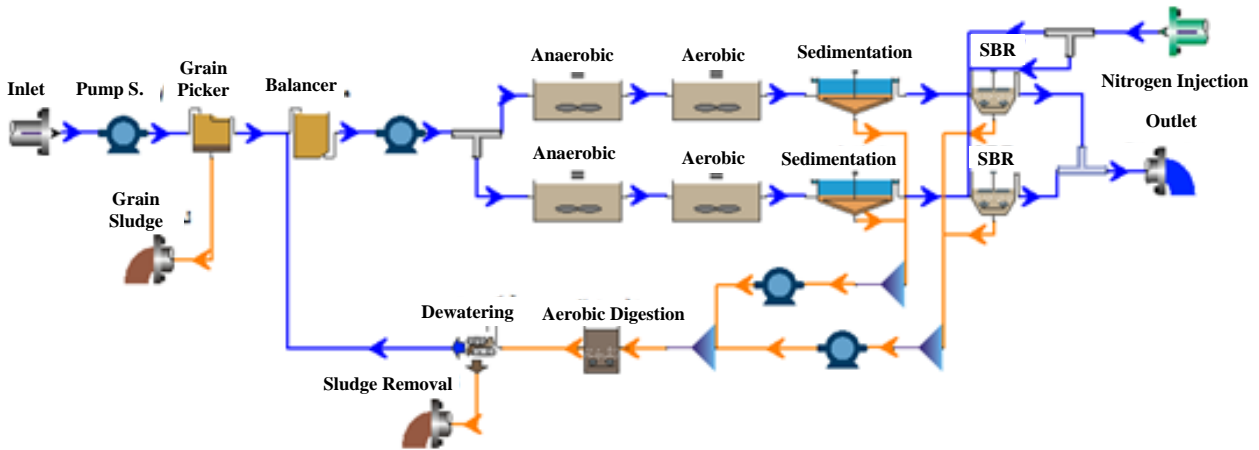 Inlet
Pump S.
Grain
Picker
Balancer
Anaerobic
Aerobic
Sedimentation
SBR
Nitrogen Injection
Outlet
Anaerobic
Aerobic
Sedimentation
SBR
Grain
Sludge
Dewatering
Aerobic Digestion
Sludge Removal